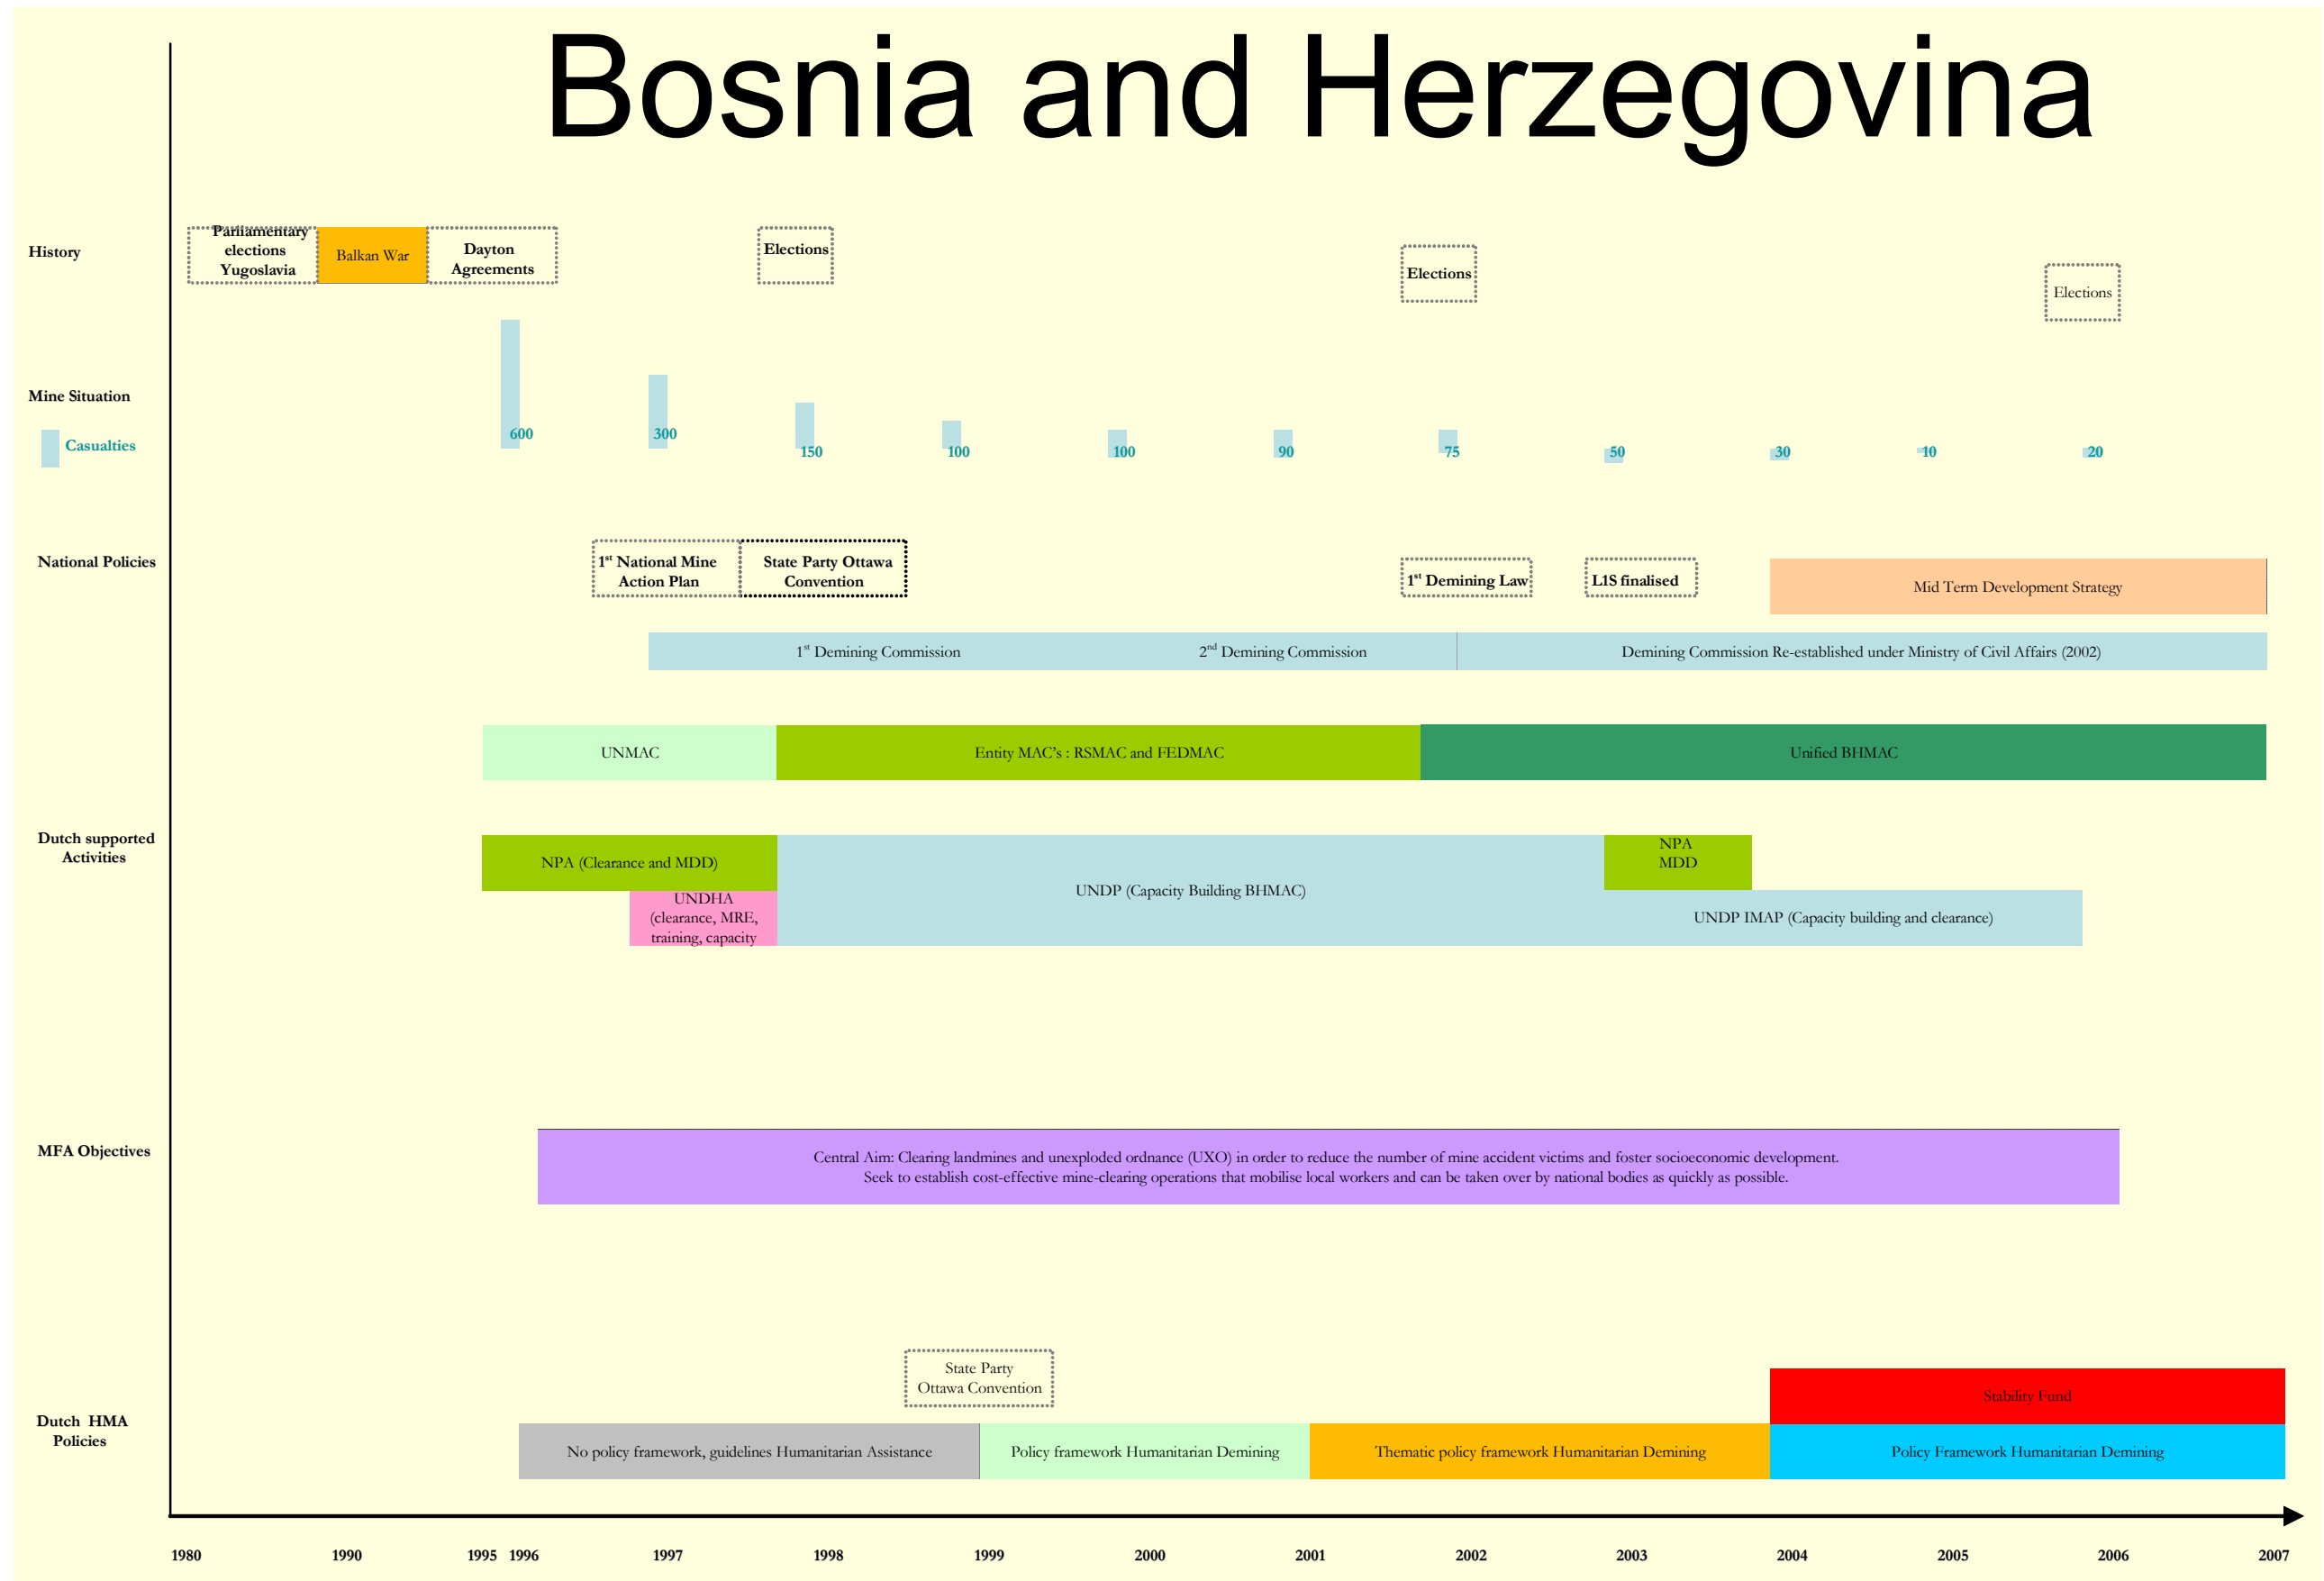 Bosnia and Herzegovina
History
Parliamentary
elections
Yugoslavia
Balkan War
Dayton
Agreements
Elections
Elections
Elections
Mine Situation
Casualties
600
300
150
100
100
90
75
50
30
10
20
National Policies
1st National Mine
Action Plan
State Party Ottawa
Convention
1st Demining Law
L1S finalised
Mid Term Development Strategy
1st Demining Commission
2nd Demining Commission
Demining Commission Re-established under Ministry of Civil Affairs (2002)
UNMAC
Entity MAC's : RSMAC and FEDMAC
Unified BHMAC
Dutch supported
Activities
NPA (Clearance and MDD)
UNDHA
(clearance, MRE,
training, capacity
UNDP (Capacity Building BHMAC)
NPA
MDD
UNDP IMAP (Capacity building and clearance)
MFA Objectives
Central Aim: Clearing landmines and unexploded ordnance (UXO) in order to reduce the number of mine accident victims and foster socioeconomic development.
Seek to establish cost-effective mine-clearing operations that mobilise local workers and can be taken over by national bodies as quickly as possible.
State Party
Ottawa Convention
Stability Fund
Dutch HMA
Policies
No policy framework, guidelines Humanitarian Assistance
Policy framework Humanitarian Demining
Thematic policy framework Humanitarian Demining
Policy Framework Humanitarian Demining
1980 1990 1995 1996 1997 1998 1999 2000 2001 2002 2003 2004 2005 2006 2007